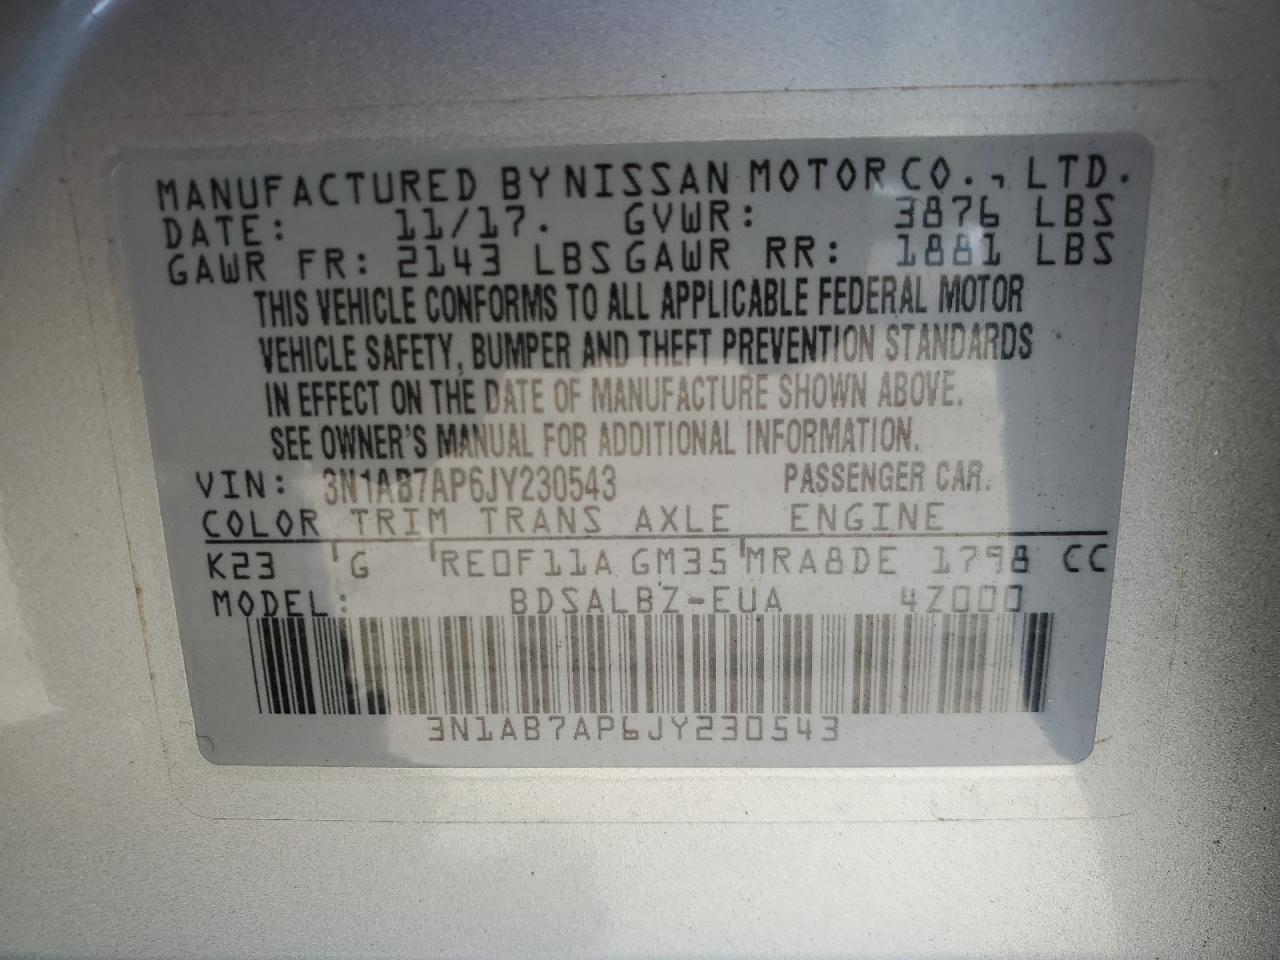 MANUFACTURED BY NISSAN MOTOR CO., LTD.
DATE: 11/17. GVWR: 3876 LBS
GAWR FR: 2143 LBS GAWR RR: 1881 LBS
THIS VEHICLE CONFORMS TO ALL APPLICABLE FEDERAL MOTOR
VEHICLE SAFETY, BUMPER AND THEFT PREVENTION STANDARDS
IN EFFECT ON THE DATE OF MANUFACTURE SHOWN ABOVE.
SEE OWNER'S MANUAL FOR ADDITIONAL INFORMATION.
VIN: 3N1AB7AP6JY230543 PASSENGER CAR.
COLOR TRIM TRANS AXLE ENGINE
K23 G RE0F11A GM35 MRA8DE 1798 CC
MODEL: BDSALBZ-EUA 4Z000
3N1AB7AP6JY230543